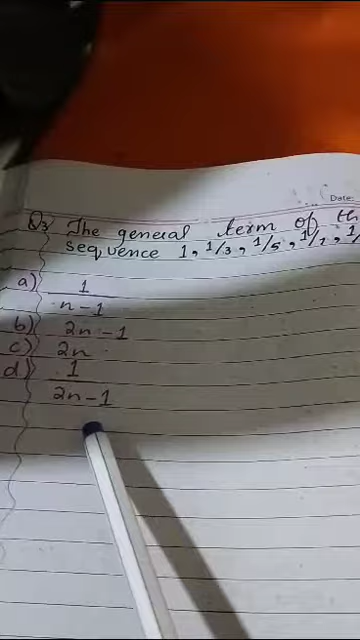 Date:
Q3 The general term of th
sequence 1, 1/3, 1/5, 1/7, 1/
a) 1
n-1
b) 2n-1
c) 2n
d) 1
2n-1